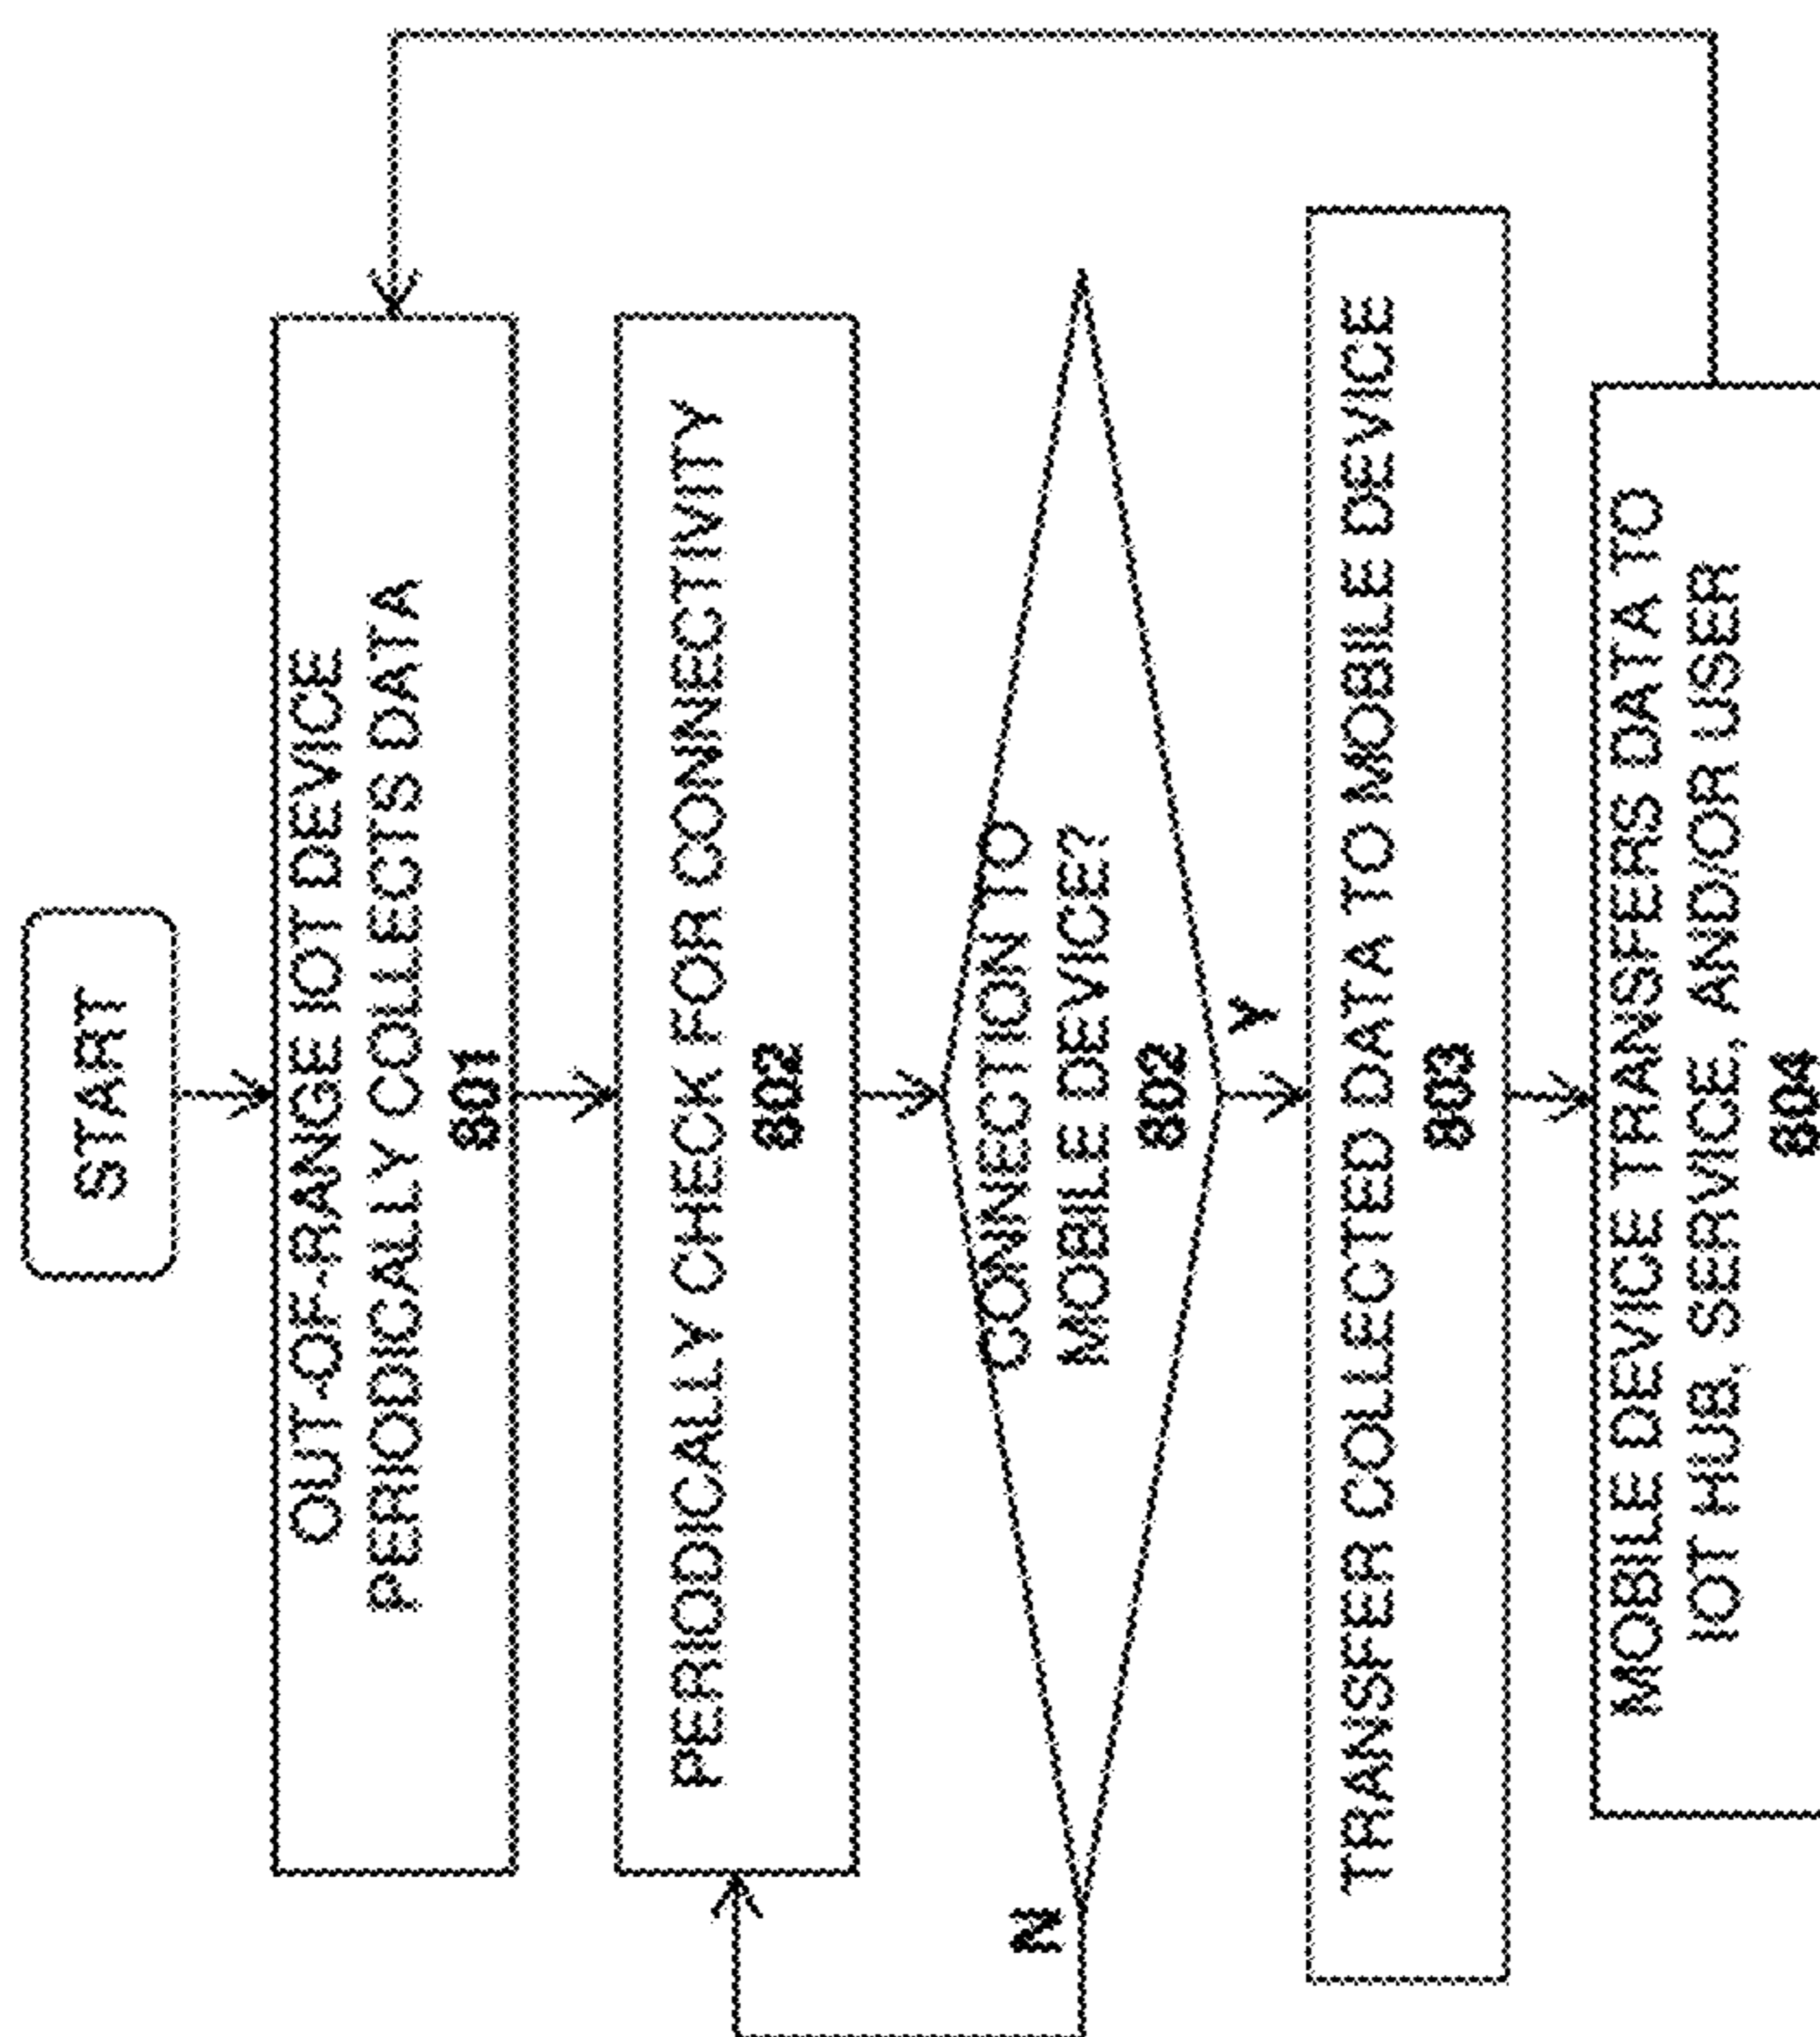 START
OUT-OF-RANGE IOT DEVICE
PERIODICALLY COLLECTS DATA
801
PERIODICALLY CHECK FOR CONNECTIVITY
802
CONNECTION TO
MOBILE DEVICE?
802
N
Y
TRANSFER COLLECTED DATA TO MOBILE DEVICE
803
MOBILE DEVICE TRANSFERS DATA TO
IOT HUB, SERVICE, AND/OR USER
804